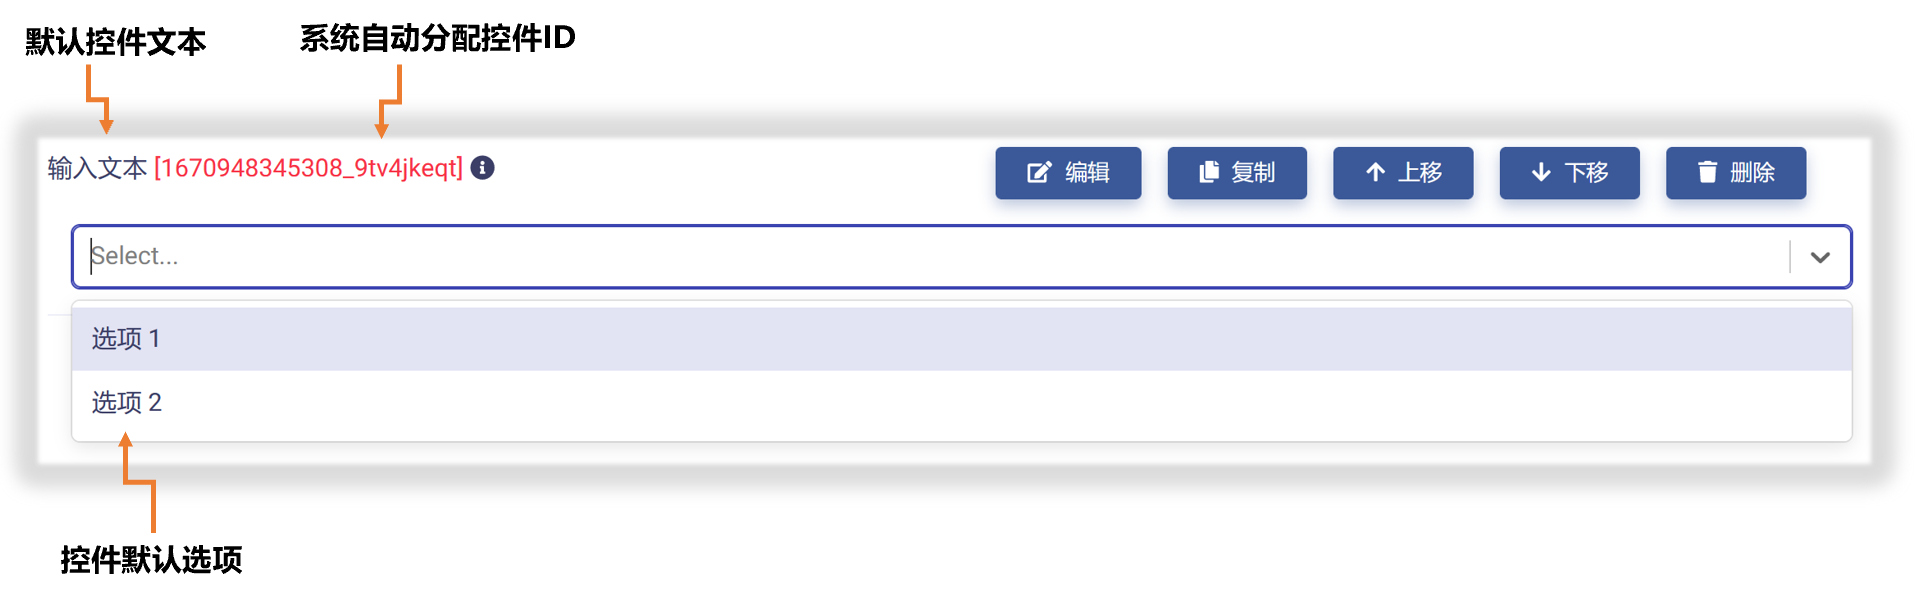 默认控件文本
系统自动分配控件ID
输入文本 [1670948345308_9tv4jkeqt]
编辑
复制
上移
下移
删除
Select...
选项 1
选项 2
控件默认选项